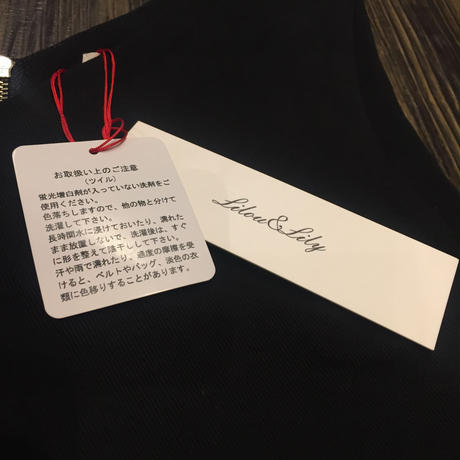 お取扱い上のご注意
(ツイル)
蛍光増白剤が入っていない洗剤をご
使用ください。
色落ちしますので、他の物と分けて
洗濯して下さい。
長時間水に浸けておいたり、濡れた
まま放置しないで、洗濯後は、すぐ
に形を整えて陰干しして下さい。
汗や雨で濡れたり、過度の摩擦を受
けると、ベルトやバッグ、淡色の衣
類に色移りすることがあります。
Lilou&Lily